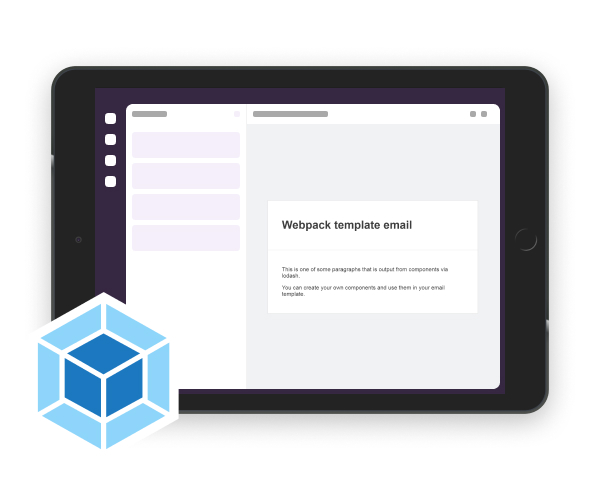 Webpack template email
This is one of some paragraphs that is output from components via
lodash.
You can create your own components and use them in your email
template.